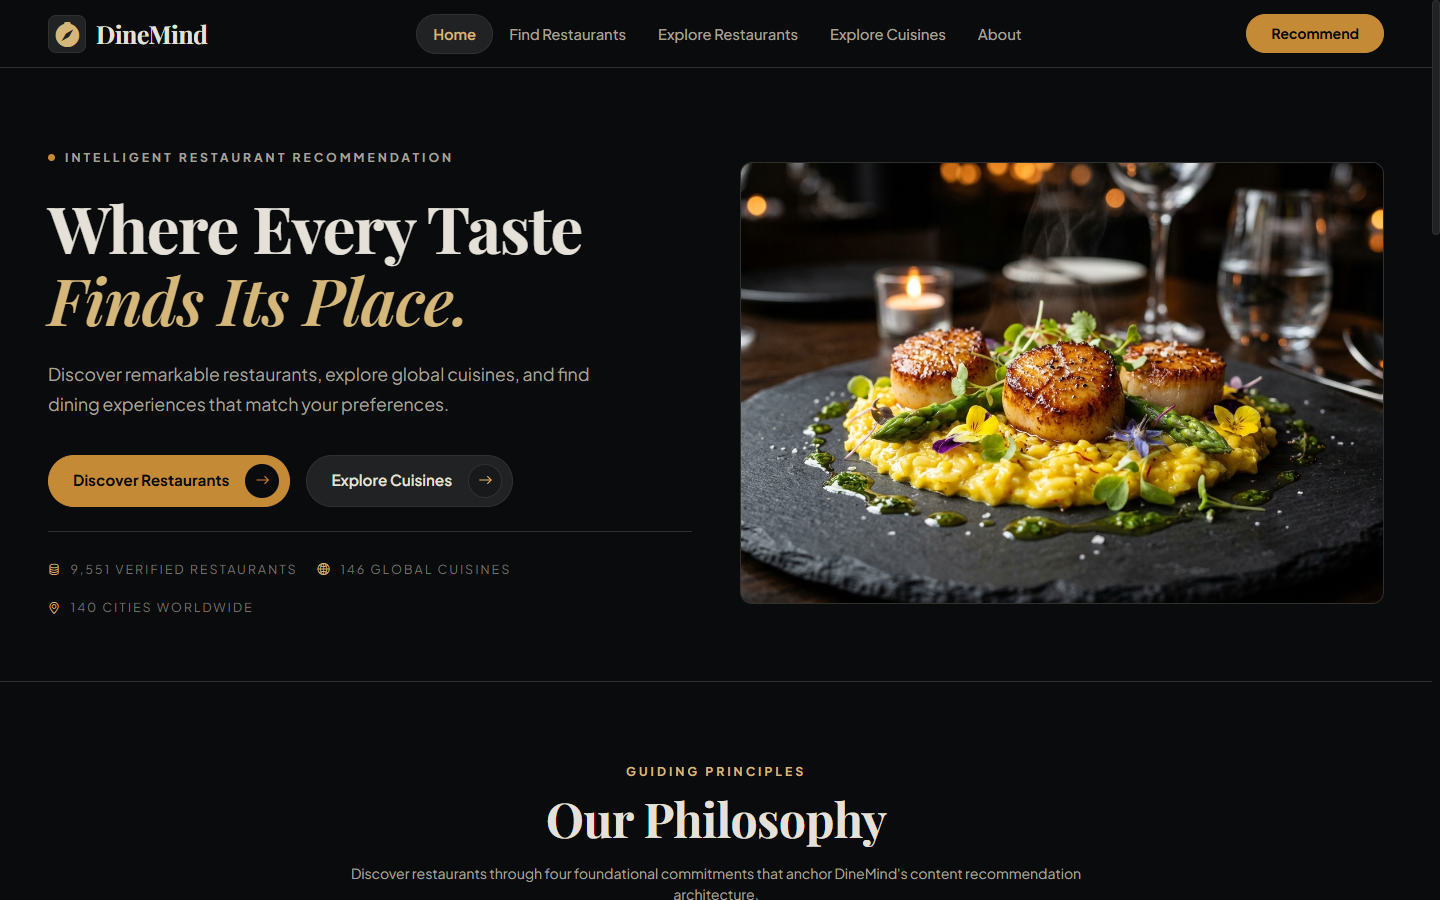 DineMind
Home
Find Restaurants
Explore Restaurants
Explore Cuisines
About
Recommend
INTELLIGENT RESTAURANT RECOMMENDATION
Where Every Taste
Finds Its Place.
Discover remarkable restaurants, explore global cuisines, and find
dining experiences that match your preferences.
Discover Restaurants
Explore Cuisines
9,551 VERIFIED RESTAURANTS
146 GLOBAL CUISINES
140 CITIES WORLDWIDE
GUIDING PRINCIPLES
Our Philosophy
Discover restaurants through four foundational commitments that anchor DineMind's content recommendation
architecture.